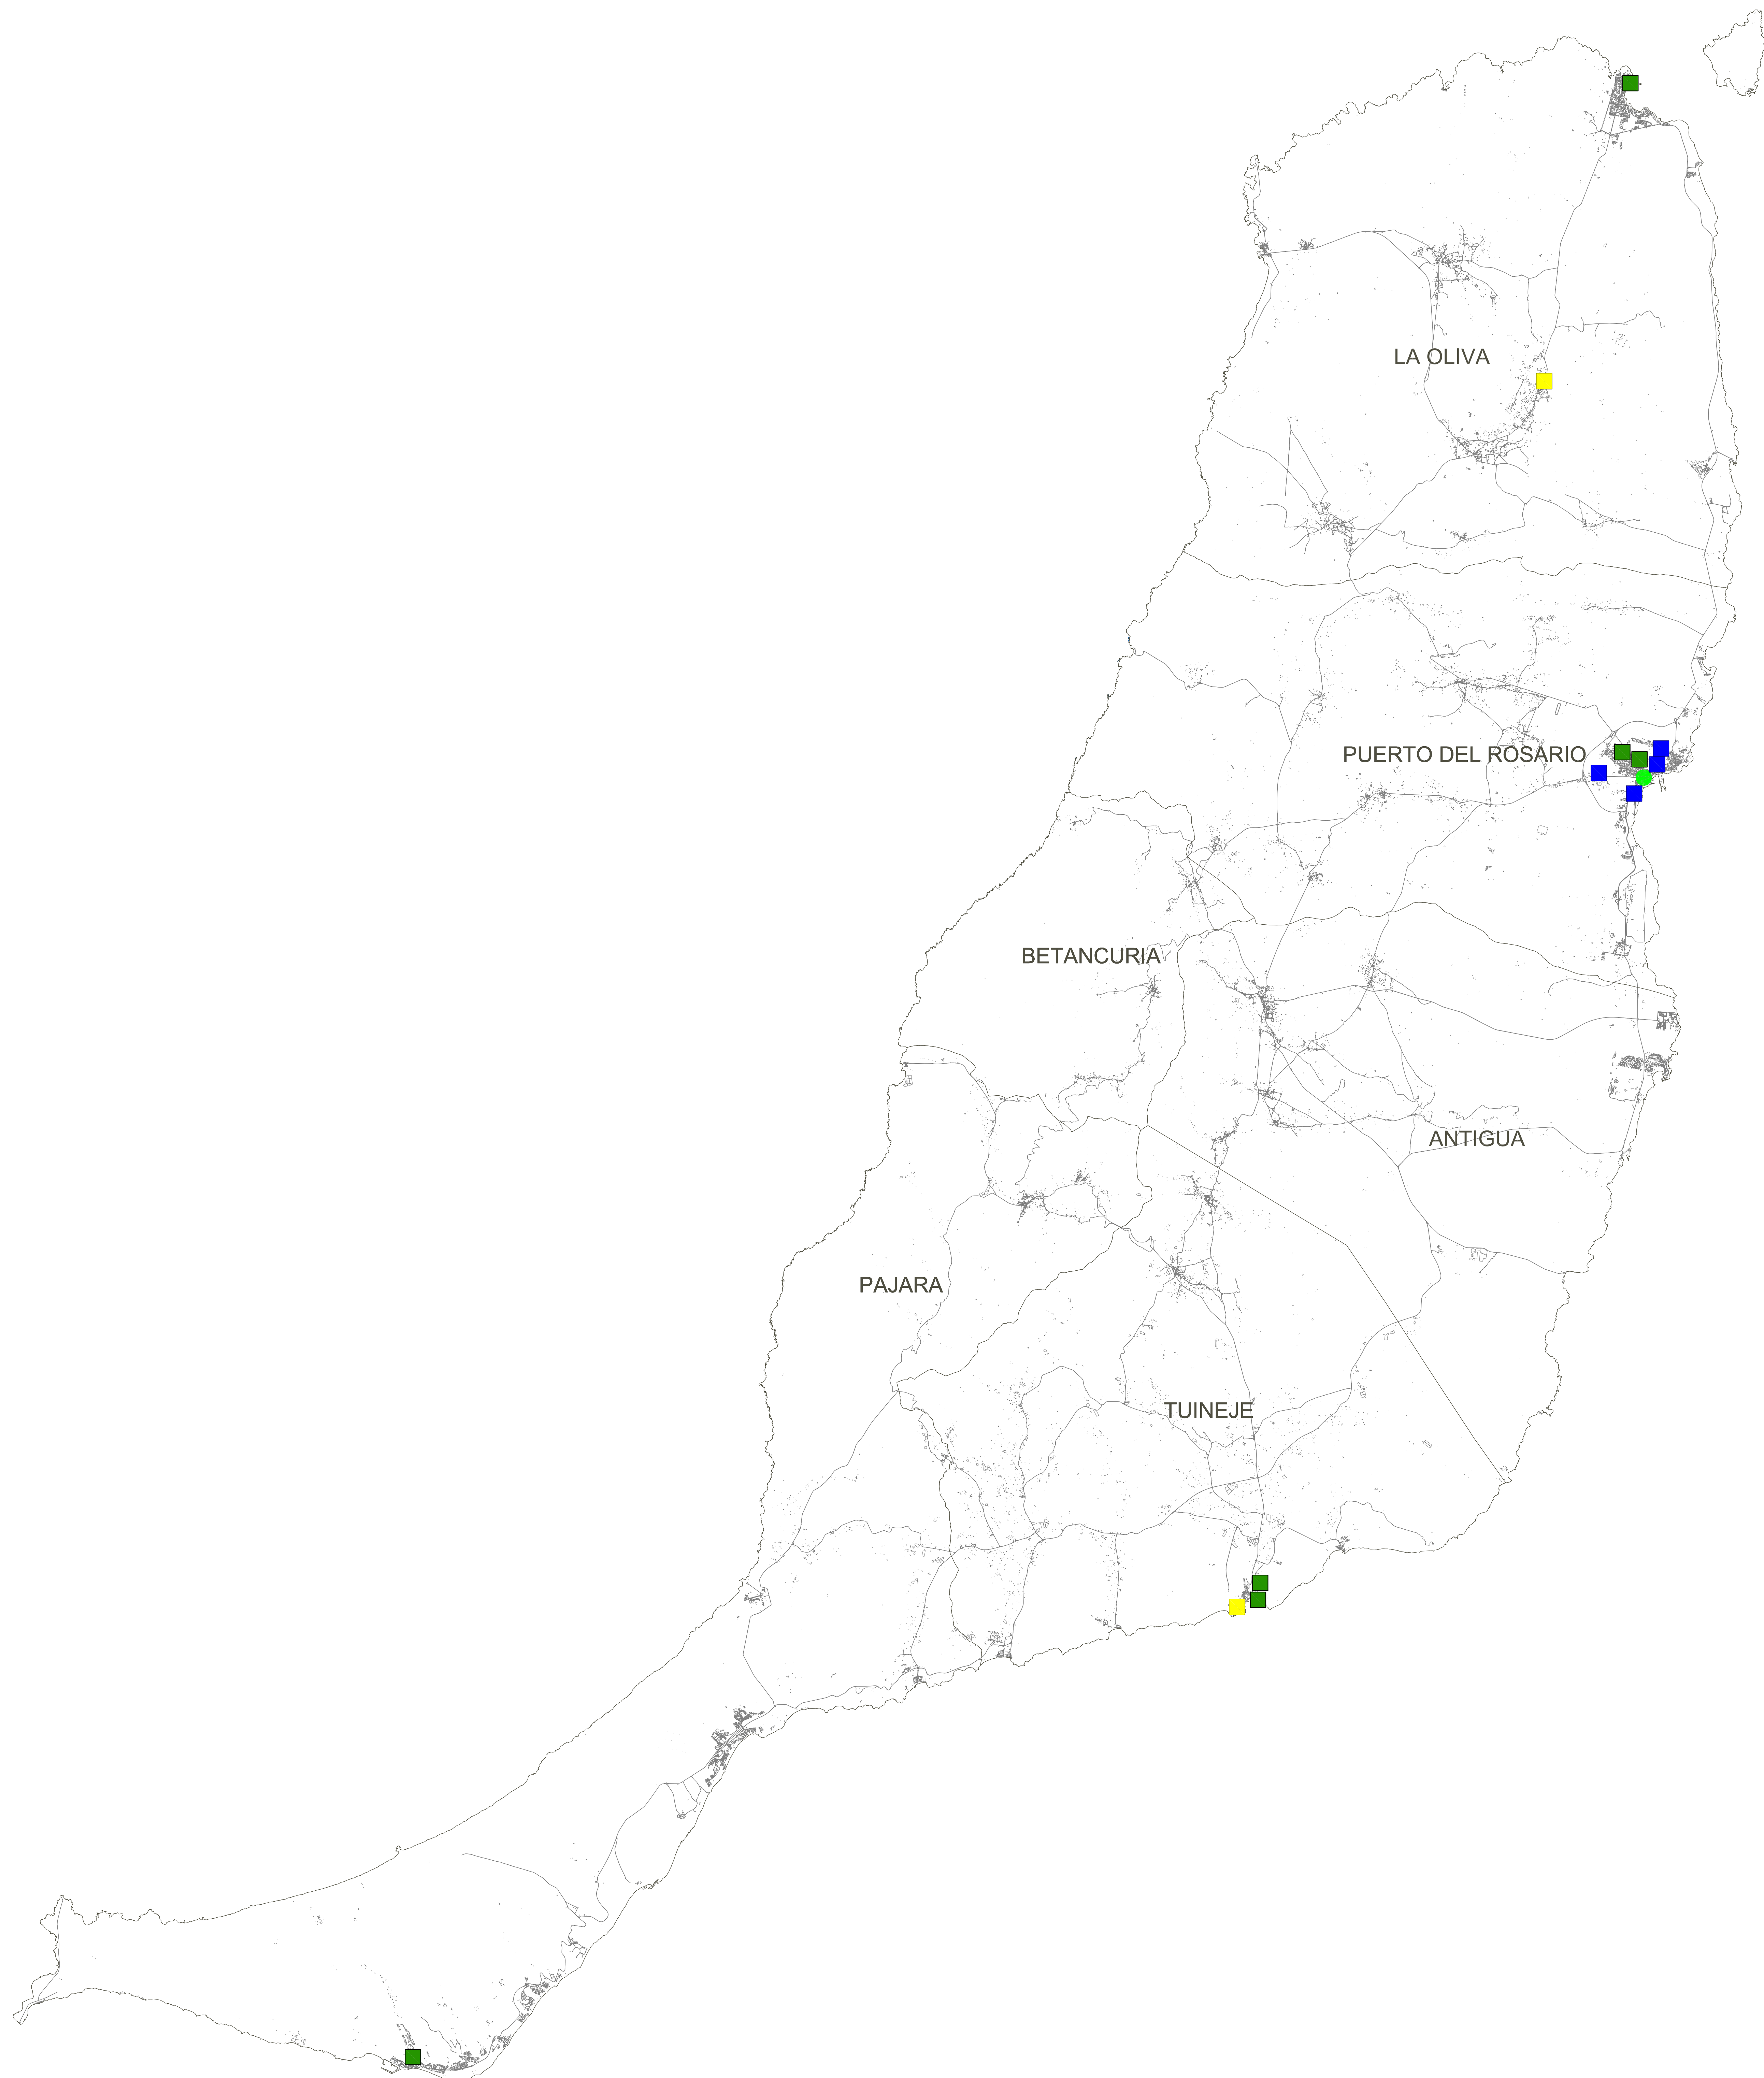 LA OLIVA
PUERTO DEL ROSARIO
BETANCURIA
ANTIGUA
PAJARA
TUINEJE